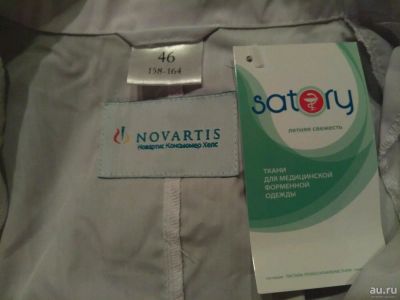 46
158-164
NOVARTIS
Новартис Консьюмер Хелс
satory
летняя свежесть
ТКАНИ
ДЛЯ МЕДИЦИНСКОЙ
ФОРМЕННОЙ
ОДЕЖДЫ
au.ru